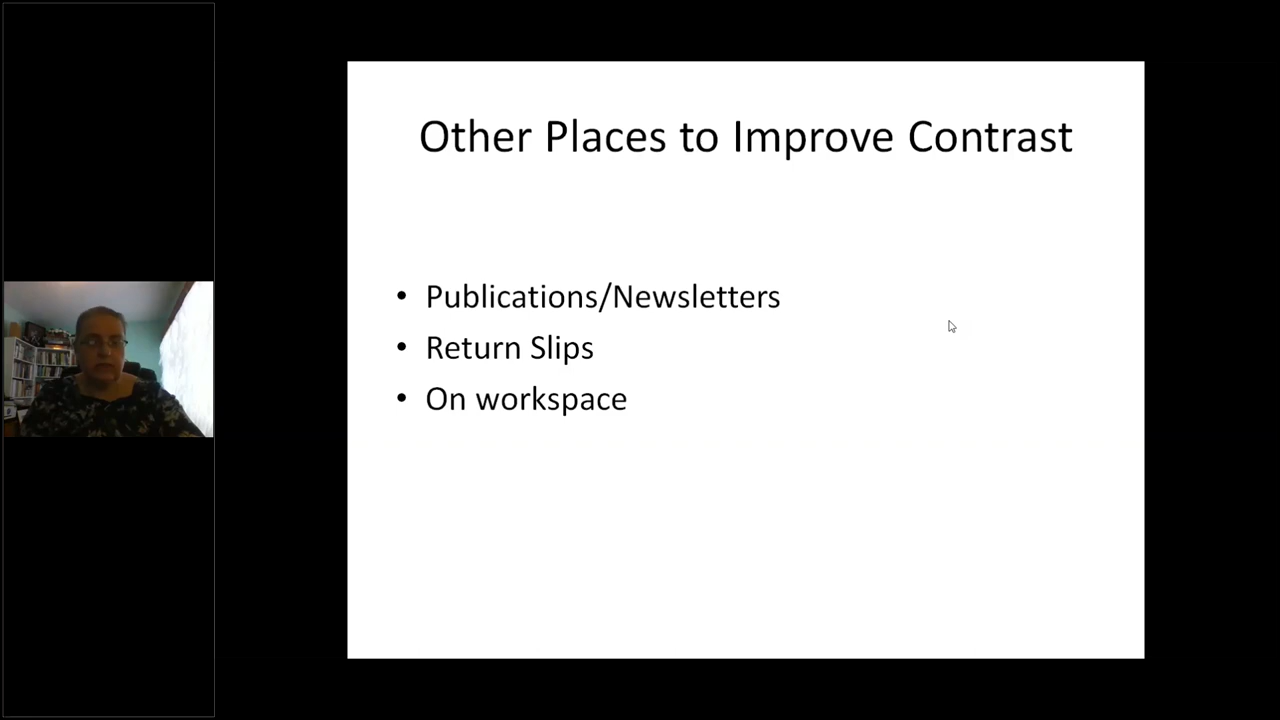 Other Places to Improve Contrast
• Publications/Newsletters
• Return Slips
• On workspace